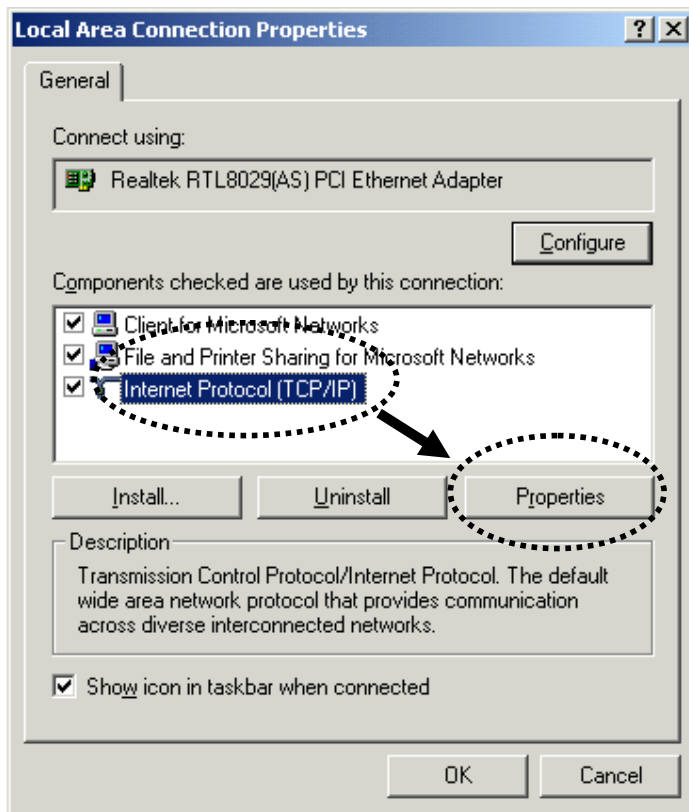 Local Area Connection Properties
General
Connect using:
Realtek RTL8029(AS) PCI Ethernet Adapter
Configure
Components checked are used by this connection:
Client for Microsoft Networks
File and Printer Sharing for Microsoft Networks
Internet Protocol (TCP/IP)
Install... Uninstall Properties
Description
Transmission Control Protocol/Internet Protocol. The default
wide area network protocol that provides communication
across diverse interconnected networks.
Show icon in taskbar when connected
OK Cancel